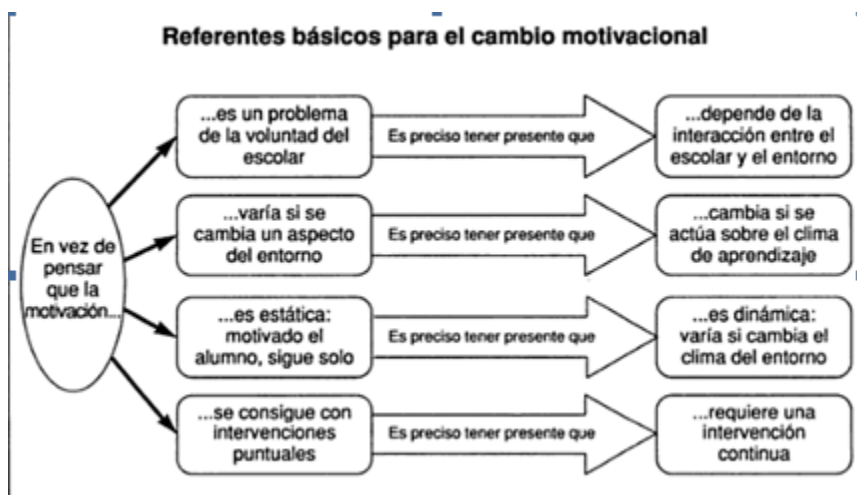 Referentes básicos para el cambio motivacional
En vez de
pensar
que la
motivación...
...es un problema
de la voluntad del
escolar
Es preciso tener presente que
...depende de la
interacción entre el
escolar y el entorno
...varía si se
cambia un aspecto
del entorno
Es preciso tener presente que
...cambia si se
actúa sobre el clima
de aprendizaje
...es estática:
motivado el
alumno, sigue solo
Es preciso tener presente que
...es dinámica:
varía si cambia el
clima del entorno
...se consigue con
intervenciones
puntuales
Es preciso tener presente que
...requiere una
intervención
continua